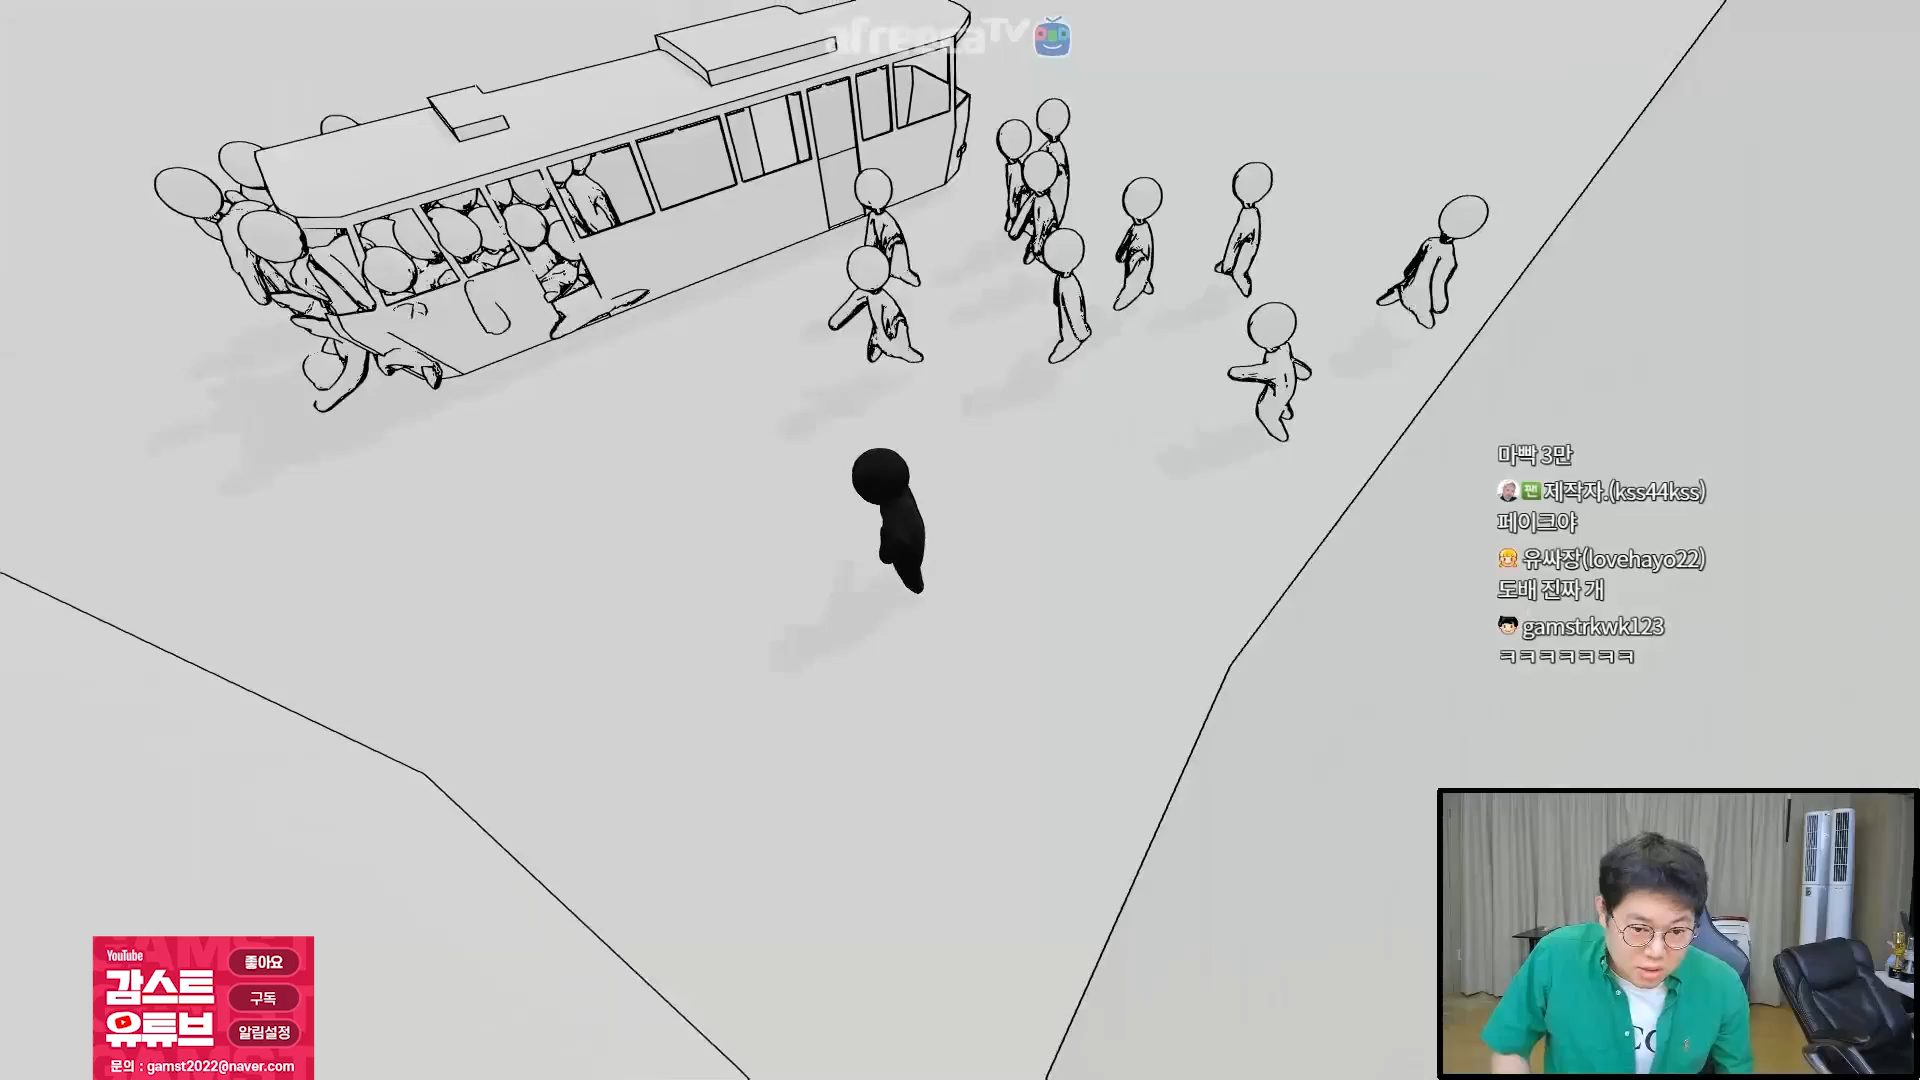 afreecaTV
마빡 3만
팬 제작자.(kss44kss)
페이크야
유싸장(lovehayo22)
도배 진짜 개
gamstrkwk123
ㅋㅋㅋㅋㅋㅋㅋ
YouTube
감스트
유튜브
좋아요
구독
알림설정
문의 : gamst2022@naver.com